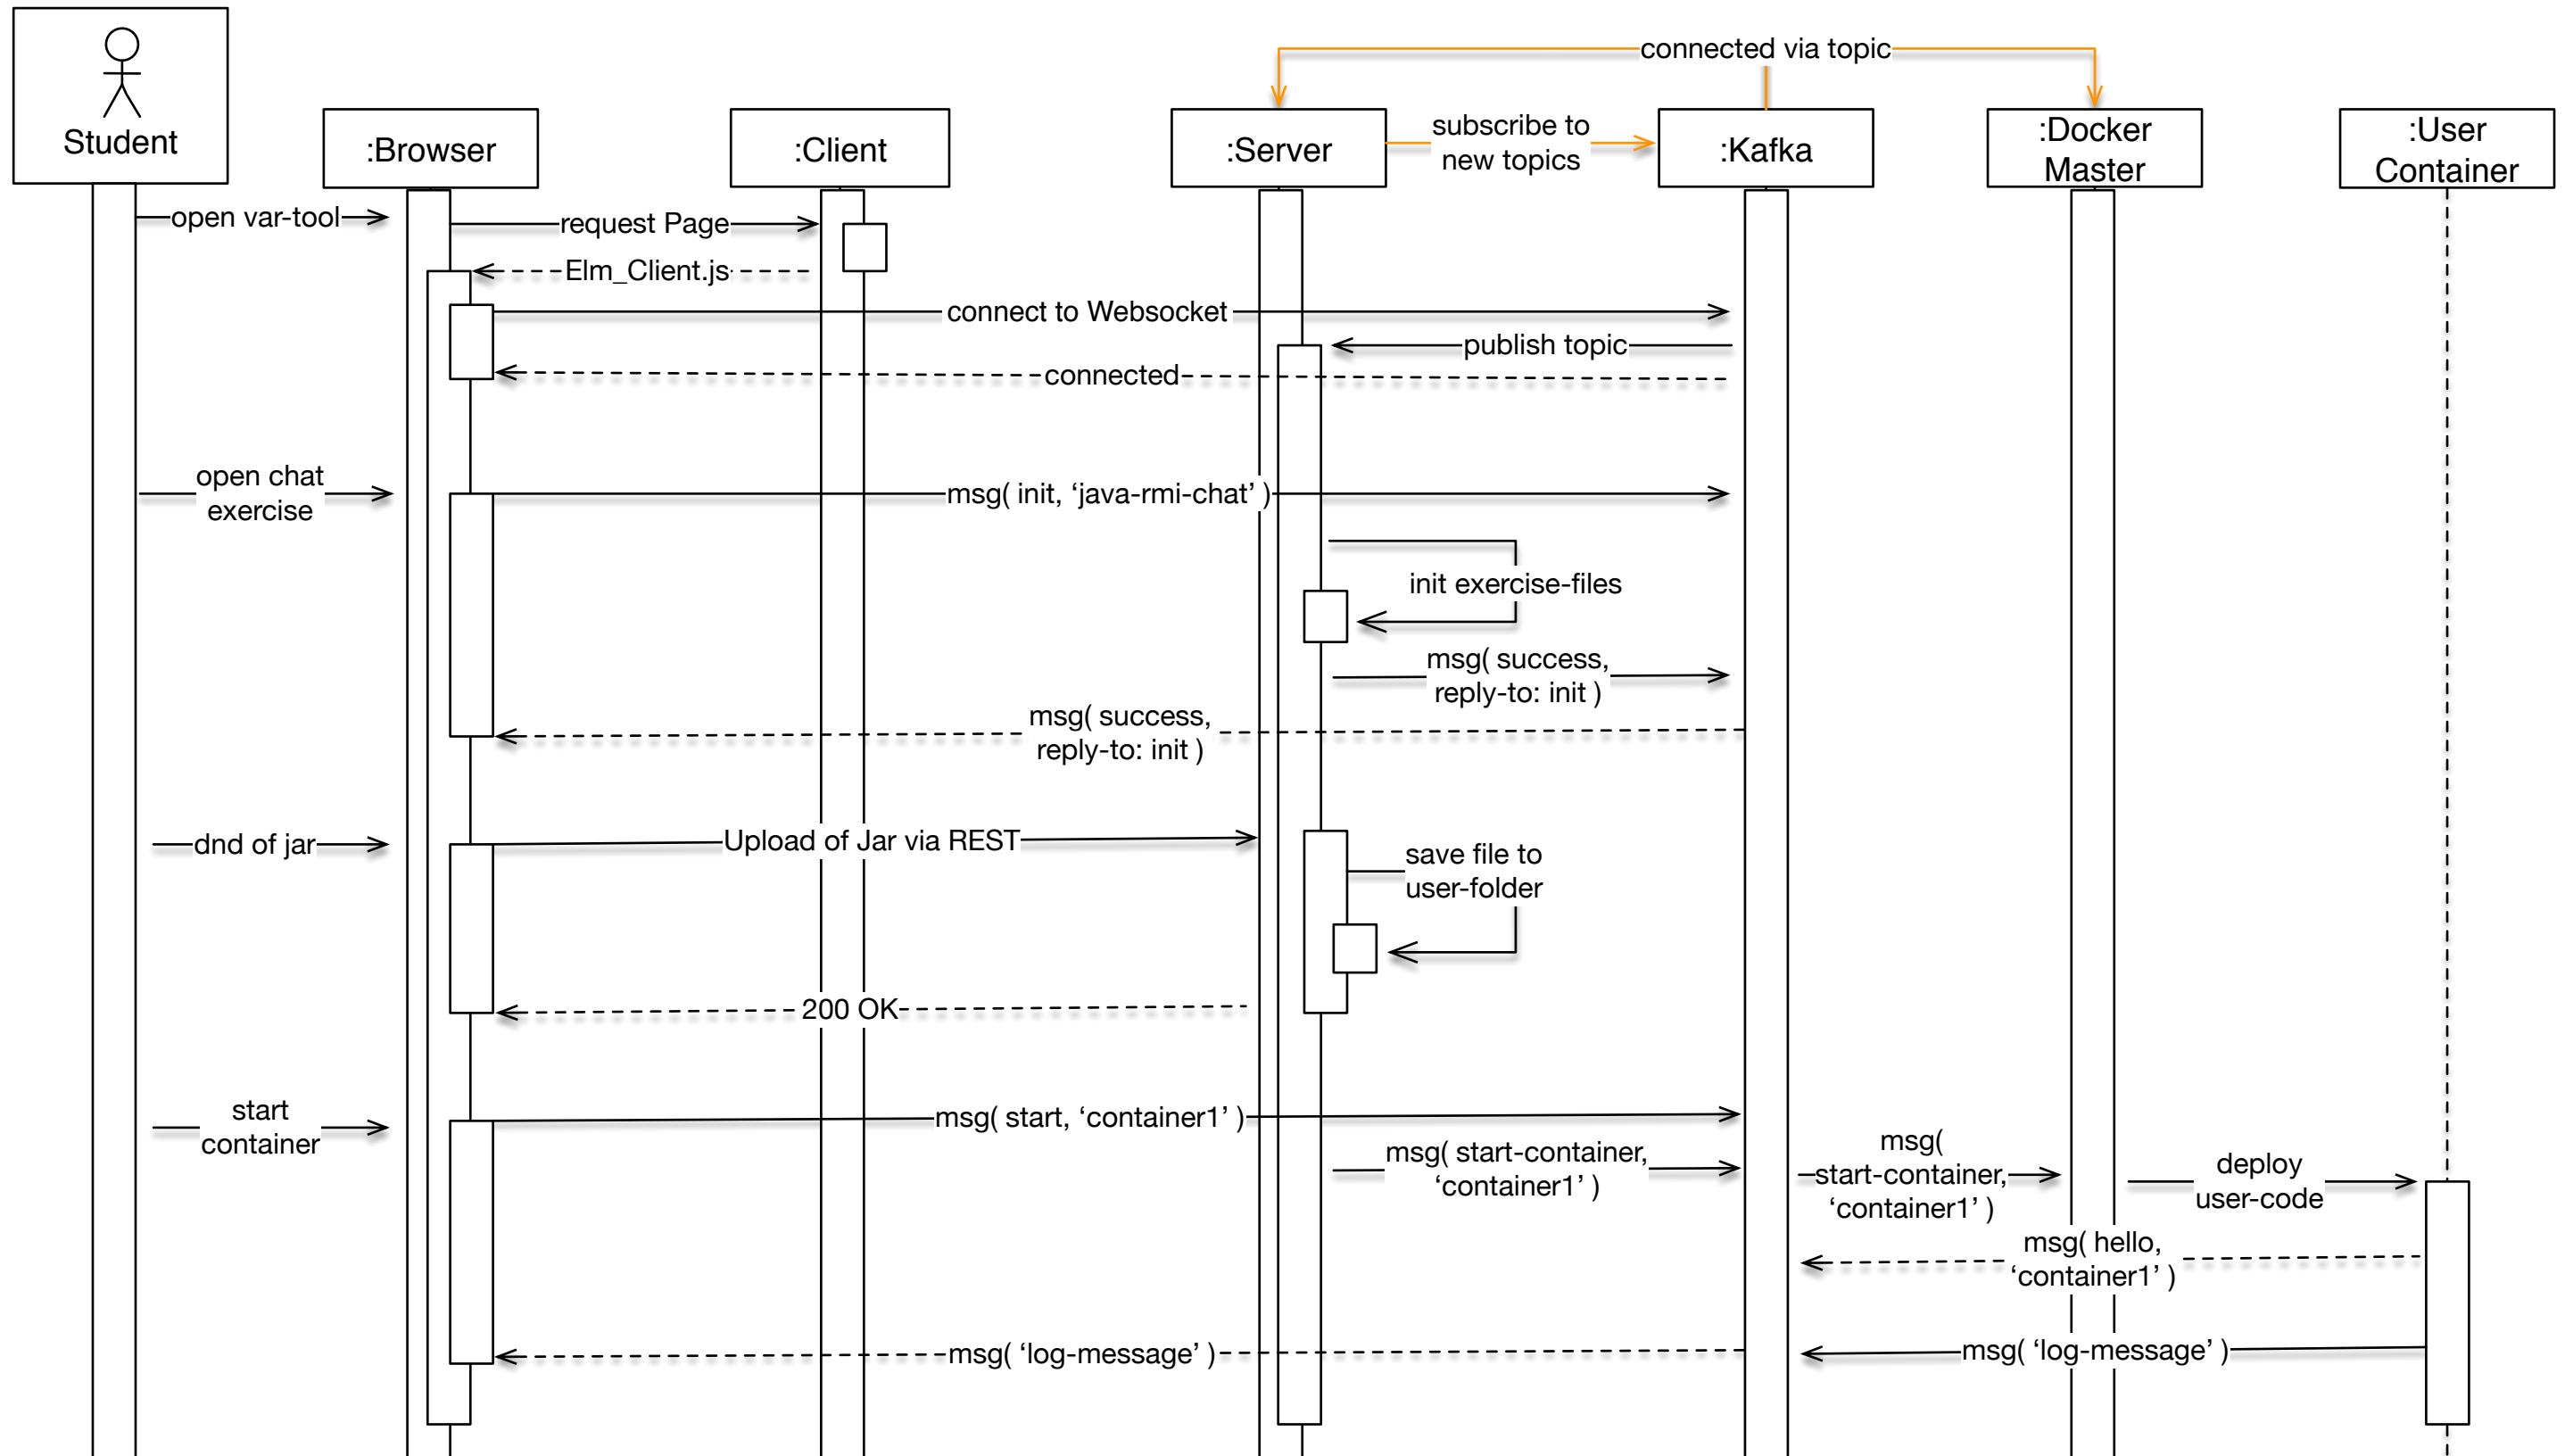 connected via topic
Student
:Browser
:Client
:Server
subscribe to
new topics
:Kafka
:Docker
Master
:User
Container
open var-tool
request Page
Elm_Client.js
connect to Websocket
publish topic
connected
open chat
exercise
msg( init, ‘java-rmi-chat’ )
init exercise-files
msg( success,
reply-to: init )
msg( success,
reply-to: init )
dnd of jar
Upload of Jar via REST
save file to
user-folder
200 OK
start
container
msg( start, ‘container1’ )
msg( start-container,
‘container1’ )
msg(
start-container,
‘container1’ )
deploy
user-code
msg( hello,
‘container1’ )
msg( ‘log-message’ )
msg( ‘log-message’ )